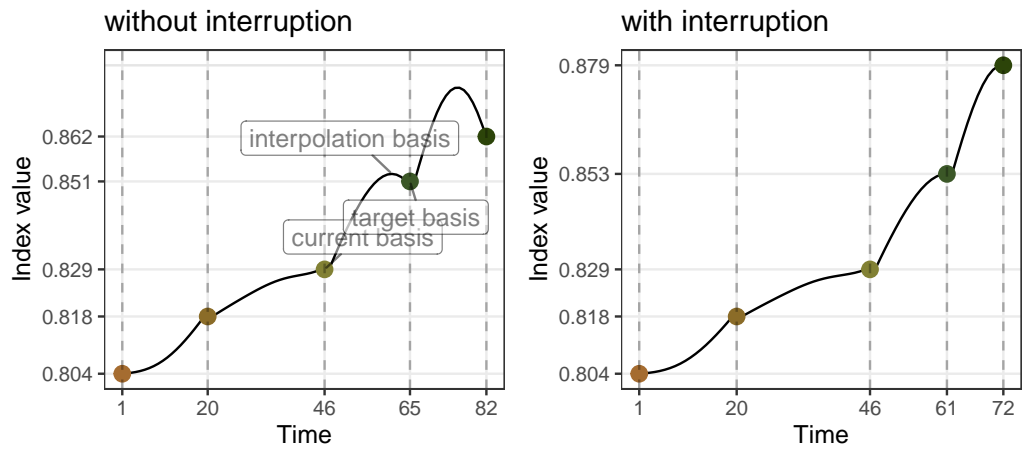 without interruption
Index value
0.862
0.851
0.829
0.818
0.804
interpolation basis
target basis
current basis
1 20 46 65 82
Time
with interruption
Index value
0.879
0.853
0.829
0.818
0.804
1 20 46 61 72
Time